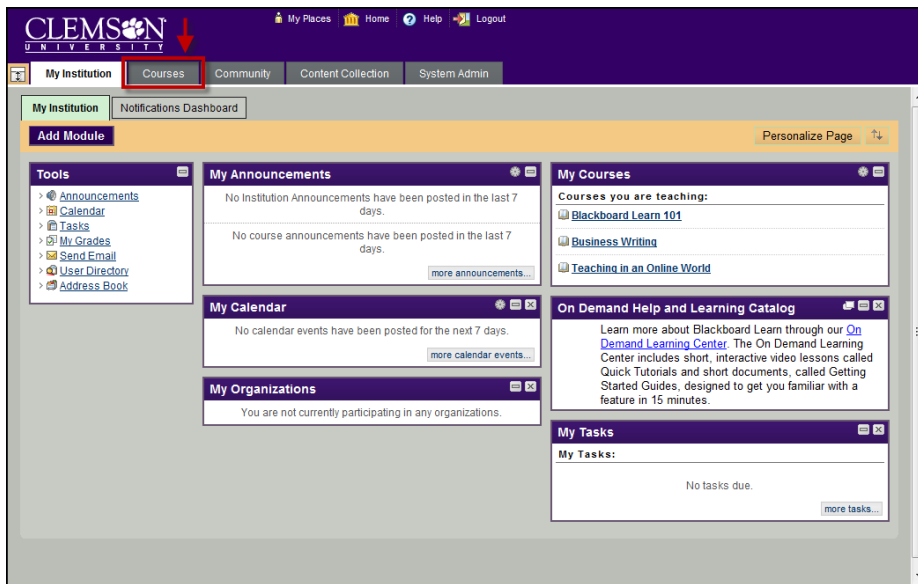 CLEMSON
UNIVERSITY
My Places Home Help Logout
My Institution Courses Community Content Collection System Admin
My Institution Notifications Dashboard
Add Module Personalize Page
Tools
Announcements
Calendar
Tasks
My Grades
Send Email
User Directory
Address Book
My Announcements
No Institution Announcements have been posted in the last 7
days.
No course announcements have been posted in the last 7
days.
more announcements...
My Calendar
No calendar events have been posted for the next 7 days.
more calendar events...
My Organizations
You are not currently participating in any organizations.
My Courses
Courses you are teaching:
Blackboard Learn 101
Business Writing
Teaching in an Online World
On Demand Help and Learning Catalog
Learn more about Blackboard Learn through our On
Demand Learning Center. The On Demand Learning
Center includes short, interactive video lessons called
Quick Tutorials and short documents, called Getting
Started Guides, designed to get you familiar with a
feature in 15 minutes.
My Tasks
My Tasks:
No tasks due.
more tasks...